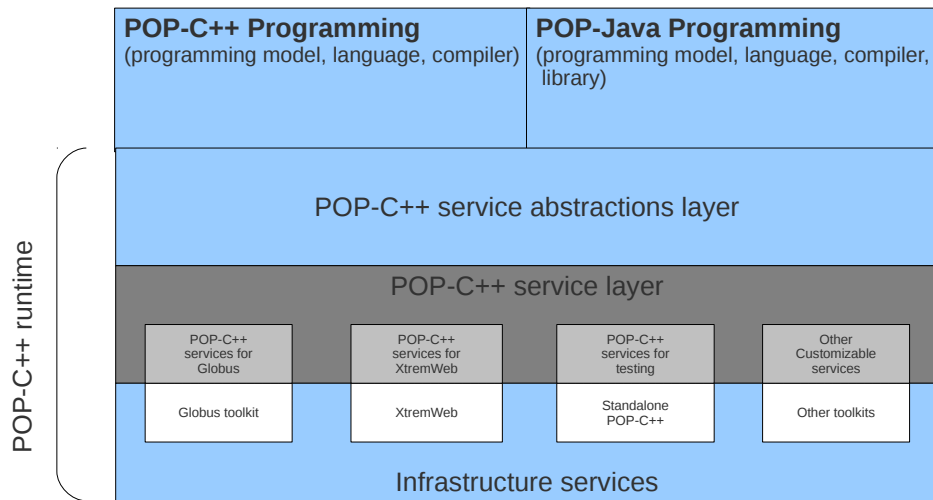 POP-C++ Programming
(programming model, language, compiler)
POP-Java Programming
(programming model, language, compiler,
library)
POP-C++ runtime
POP-C++ service abstractions layer
POP-C++ service layer
POP-C++
services for
Globus
POP-C++
services for
XtremWeb
POP-C++
services for
testing
Other
Customizable
services
Globus toolkit
XtremWeb
Standalone
POP-C++
Other toolkits
Infrastructure services